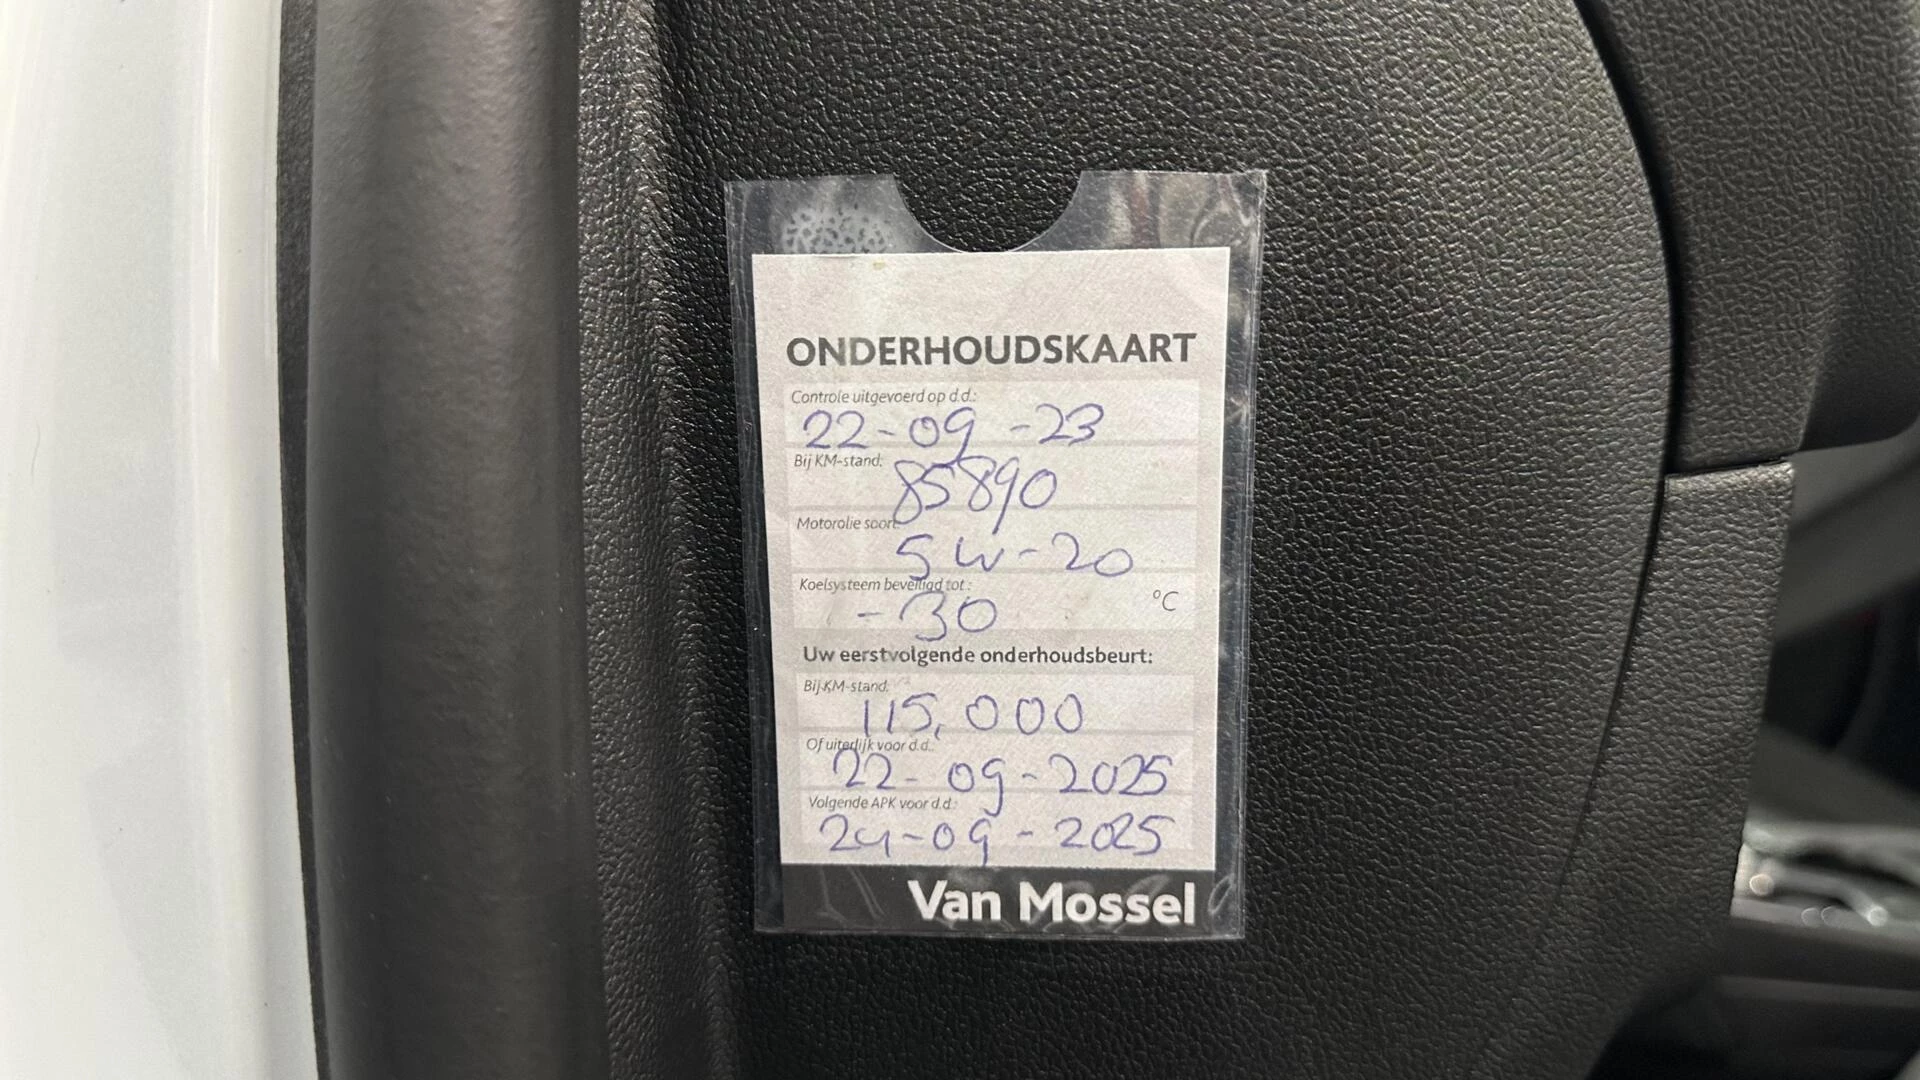 ONDERHOUDSKAART
Controle uitgevoerd op d.d.:
22-09-23
Bij KM-stand:
85890
Motorolie soort:
5W-20
Koelsysteem beveiligd tot:
-30 °C
Uw eerstvolgende onderhoudsbeurt:
Bij KM-stand:
115,000
Of uiterlijk voor d.d.:
22-09-2025
Volgende APK voor d.d.:
24-09-2025
Van Mossel